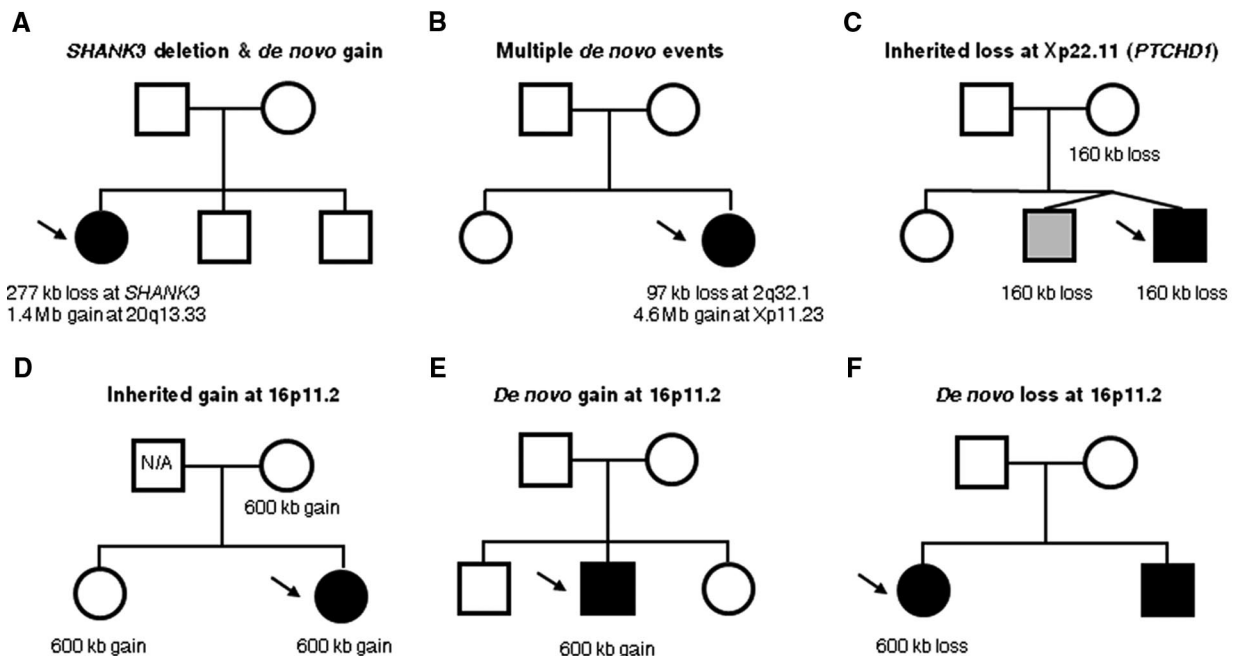 A
SHANK3 deletion & de novo gain
277 kb loss at SHANK3
1.4 Mb gain at 20q13.33
B
Multiple de novo events
97 kb loss at 2q32.1
4.6 Mb gain at Xp11.23
C
Inherited loss at Xp22.11 (PTCHD1)
160 kb loss
160 kb loss
160 kb loss
D
Inherited gain at 16p11.2
N/A
600 kb gain
600 kb gain
600 kb gain
E
De novo gain at 16p11.2
600 kb gain
F
De novo loss at 16p11.2
600 kb loss